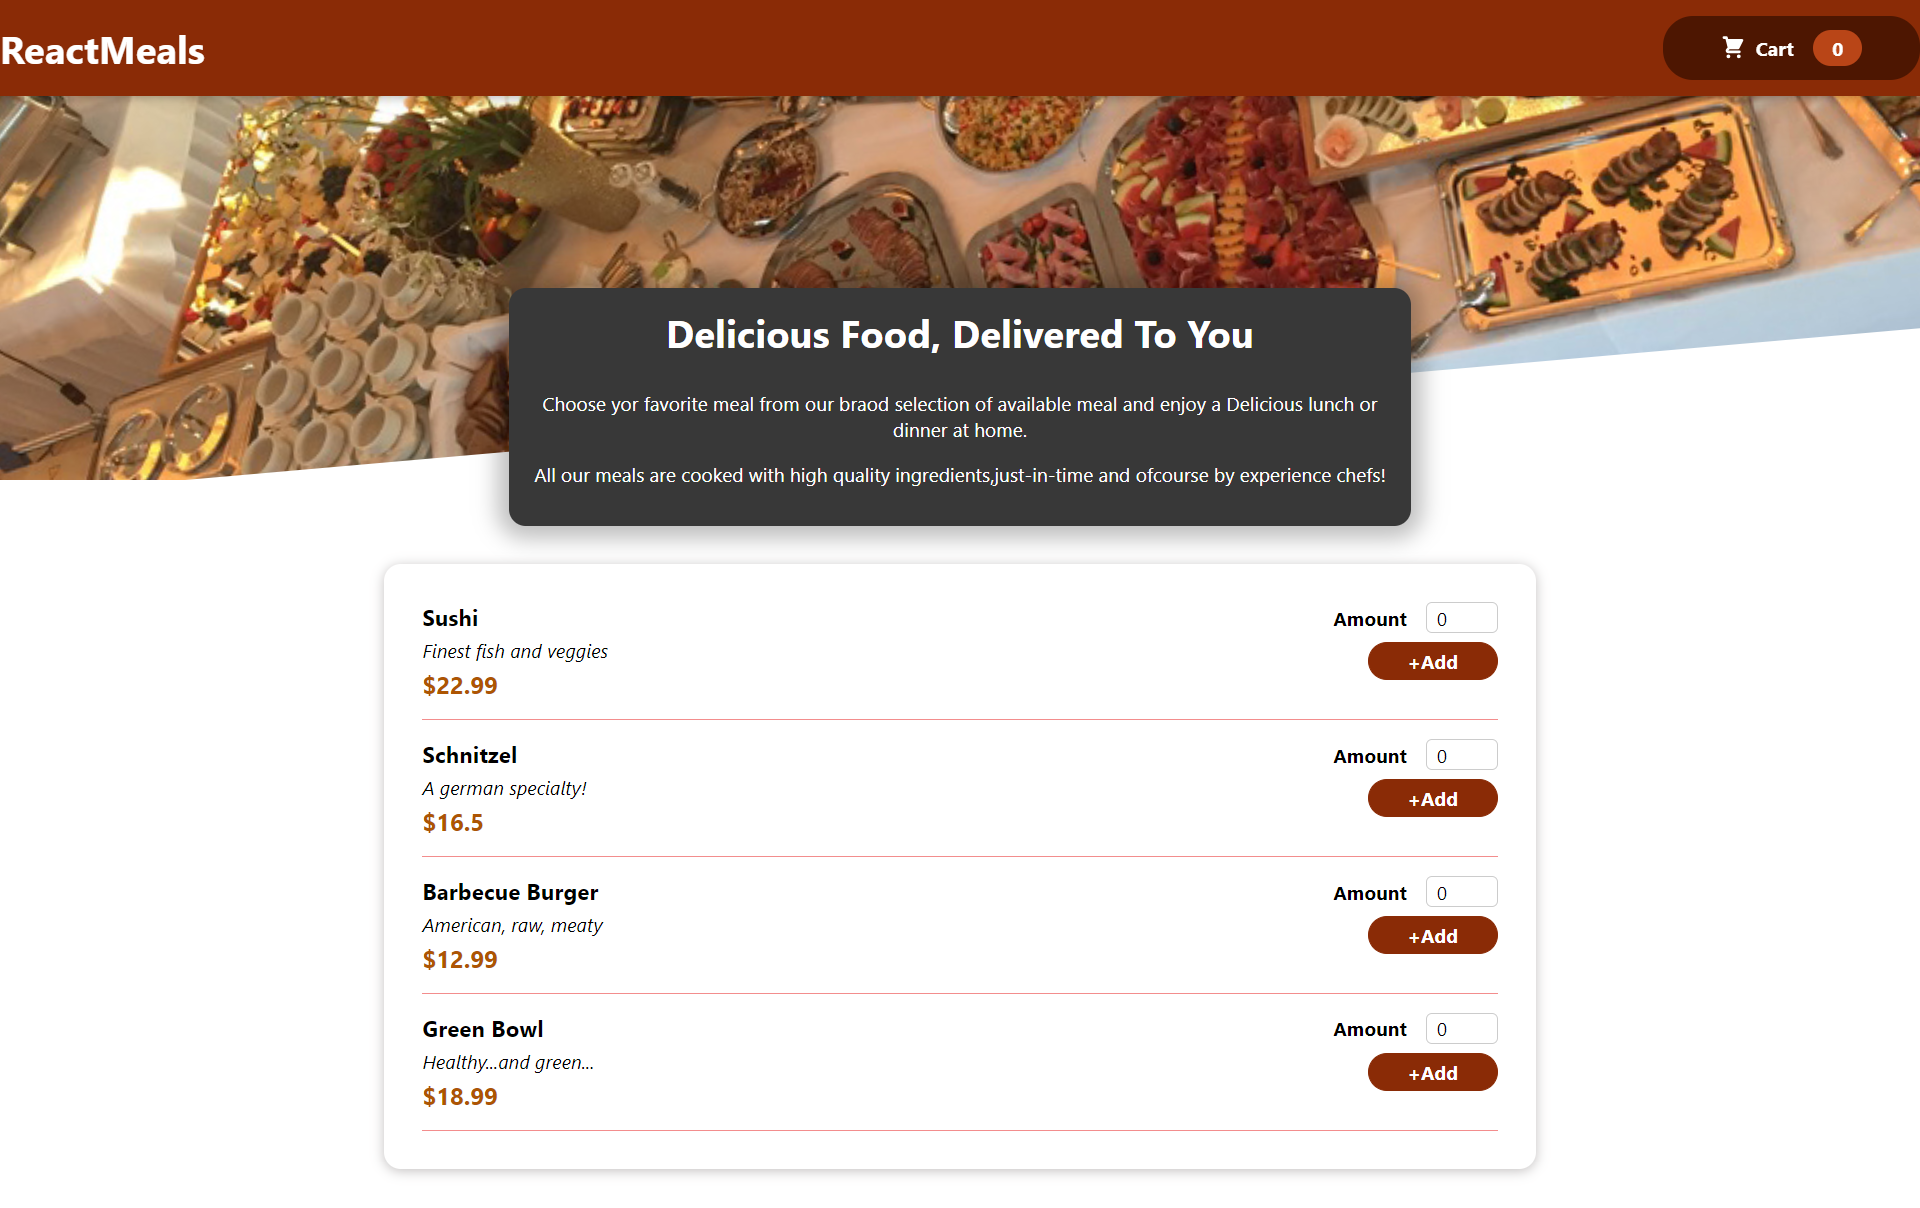 ReactMeals
Cart 0
Delicious Food, Delivered To You
Choose yor favorite meal from our braod selection of available meal and enjoy a Delicious lunch or
dinner at home.
All our meals are cooked with high quality ingredients,just-in-time and ofcourse by experience chefs!
Sushi
Finest fish and veggies
$22.99
Amount 0
+Add
Schnitzel
A german specialty!
$16.5
Amount 0
+Add
Barbecue Burger
American, raw, meaty
$12.99
Amount 0
+Add
Green Bowl
Healthy...and green...
$18.99
Amount 0
+Add